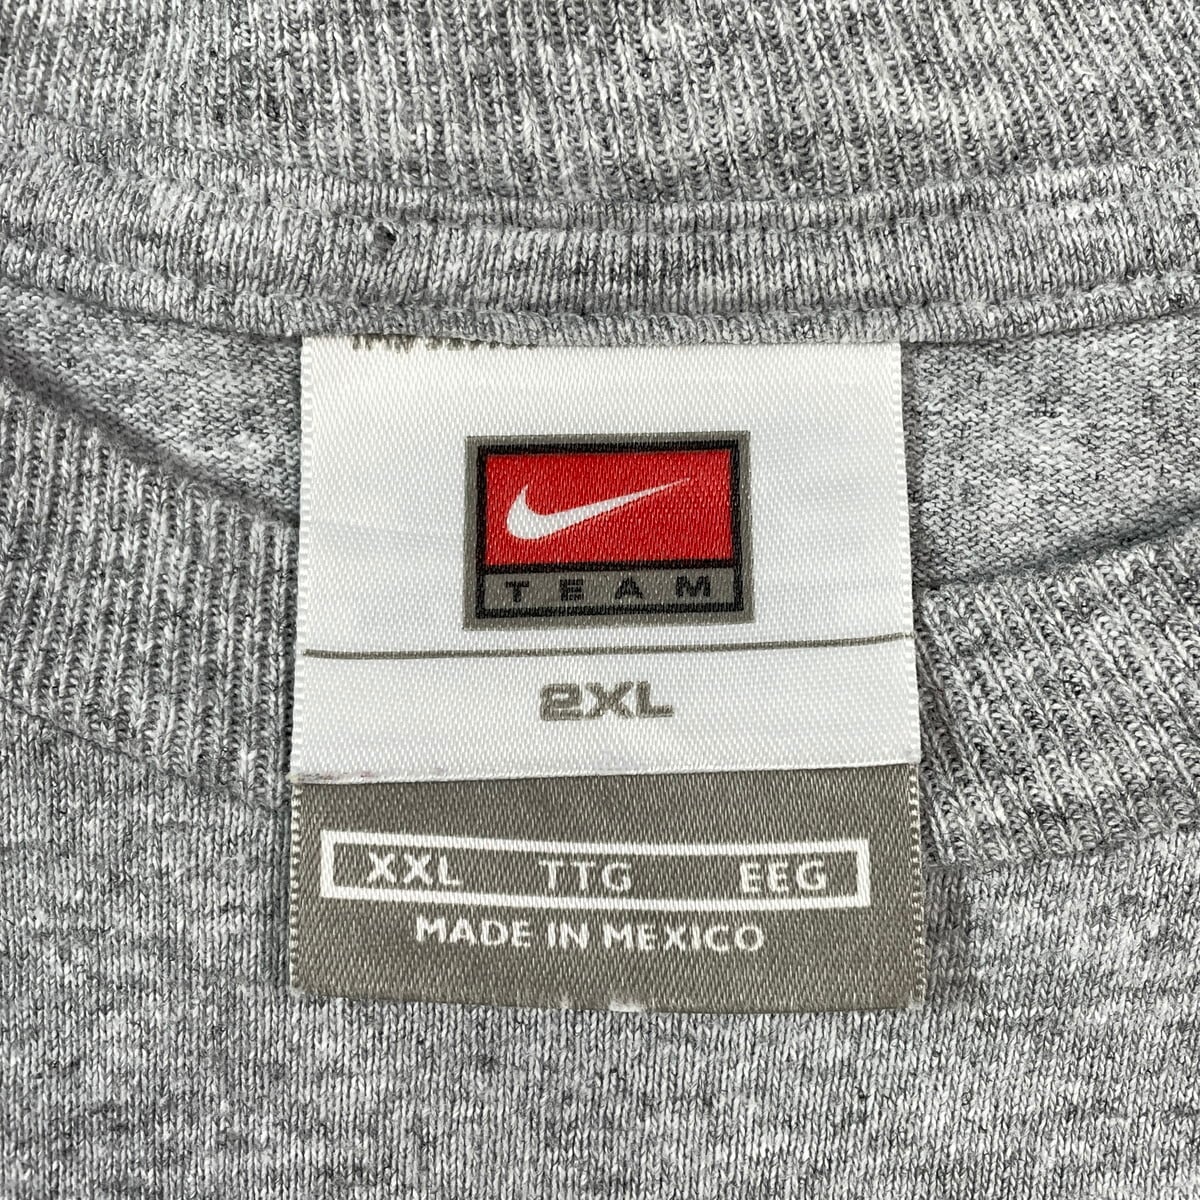 TEAM
2XL
XXL TTG EEG
MADE IN MEXICO